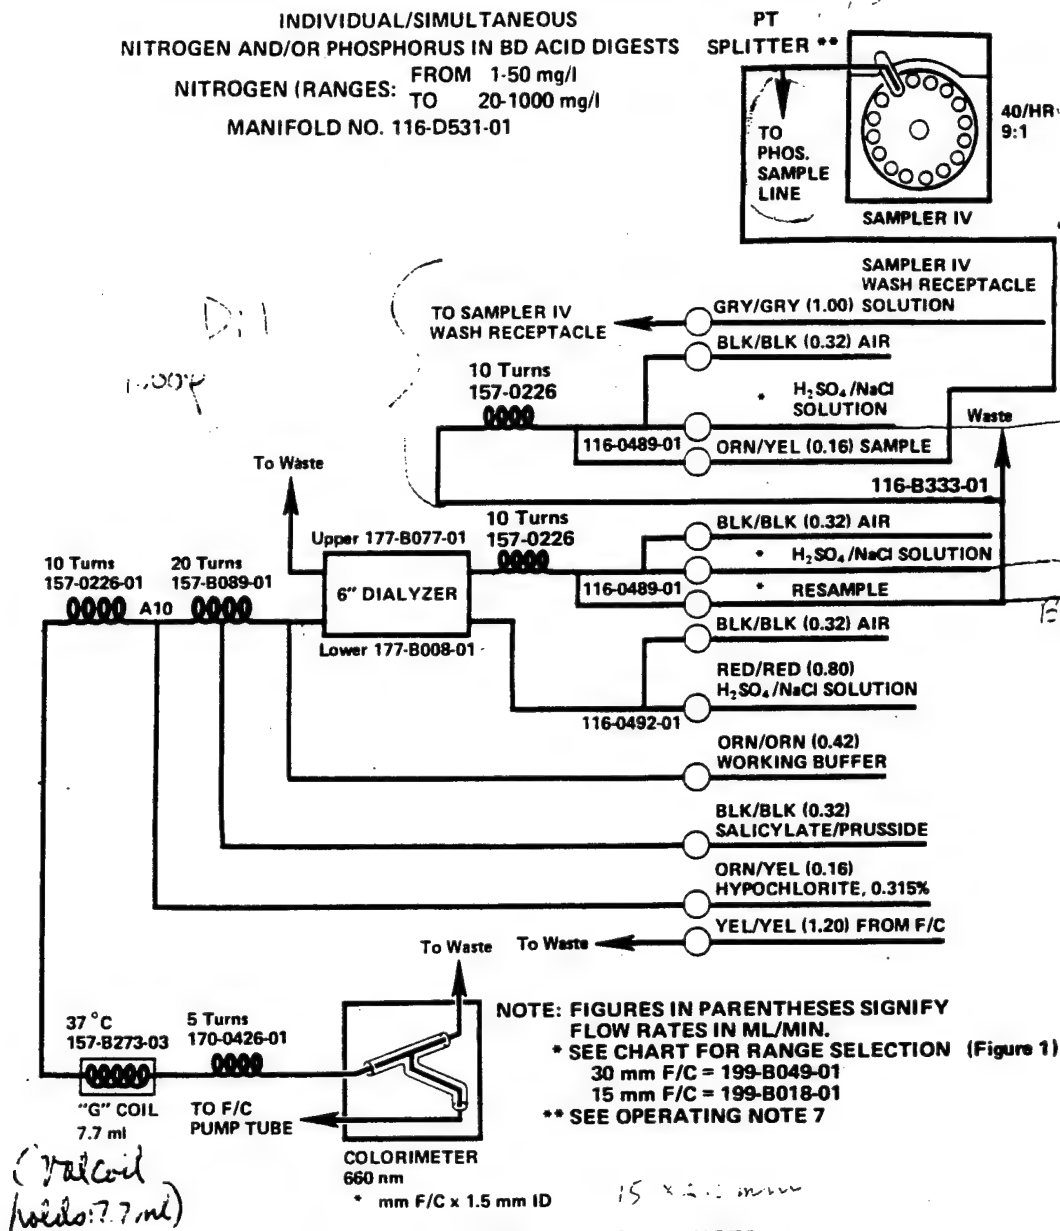 INDIVIDUAL/SIMULTANEOUS
NITROGEN AND/OR PHOSPHORUS IN BD ACID DIGESTS
NITROGEN (RANGES: FROM 1-50 mg/l
TO 20-1000 mg/l
MANIFOLD NO. 116-D531-01
PT
SPLITTER **
TO
PHOS.
SAMPLE
LINE
40/HR
9:1
SAMPLER IV
SAMPLER IV
WASH RECEPTACLE
SOLUTION
GRY/GRY (1.00)
TO SAMPLER IV
WASH RECEPTACLE
BLK/BLK (0.32) AIR
10 Turns
157-0226
* H₂SO₄/NaCl
SOLUTION
Waste
116-0489-01
ORN/YEL (0.16) SAMPLE
116-B333-01
To Waste
10 Turns
157-0226
BLK/BLK (0.32) AIR
Upper 177-B077-01
* H₂SO₄/NaCl SOLUTION
10 Turns
157-0226-01
20 Turns
157-B089-01
A10
6" DIALYZER
116-0489-01
* RESAMPLE
BLK/BLK (0.32) AIR
Lower 177-B008-01
RED/RED (0.80)
H₂SO₄/NaCl SOLUTION
116-0492-01
ORN/ORN (0.42)
WORKING BUFFER
BLK/BLK (0.32)
SALICYLATE/PRUSSIDE
ORN/YEL (0.16)
HYPOCHLORITE, 0.315%
YEL/YEL (1.20) FROM F/C
To Waste
To Waste
37 °C
157-B273-03
5 Turns
170-0426-01
"G" COIL
7.7 ml
TO F/C
PUMP TUBE
COLORIMETER
660 nm
* mm F/C x 1.5 mm ID
NOTE: FIGURES IN PARENTHESES SIGNIFY
FLOW RATES IN ML/MIN.
* SEE CHART FOR RANGE SELECTION (Figure 1)
30 mm F/C = 199-B049-01
15 mm F/C = 199-B018-01
** SEE OPERATING NOTE 7
holds: 7.7 ml)